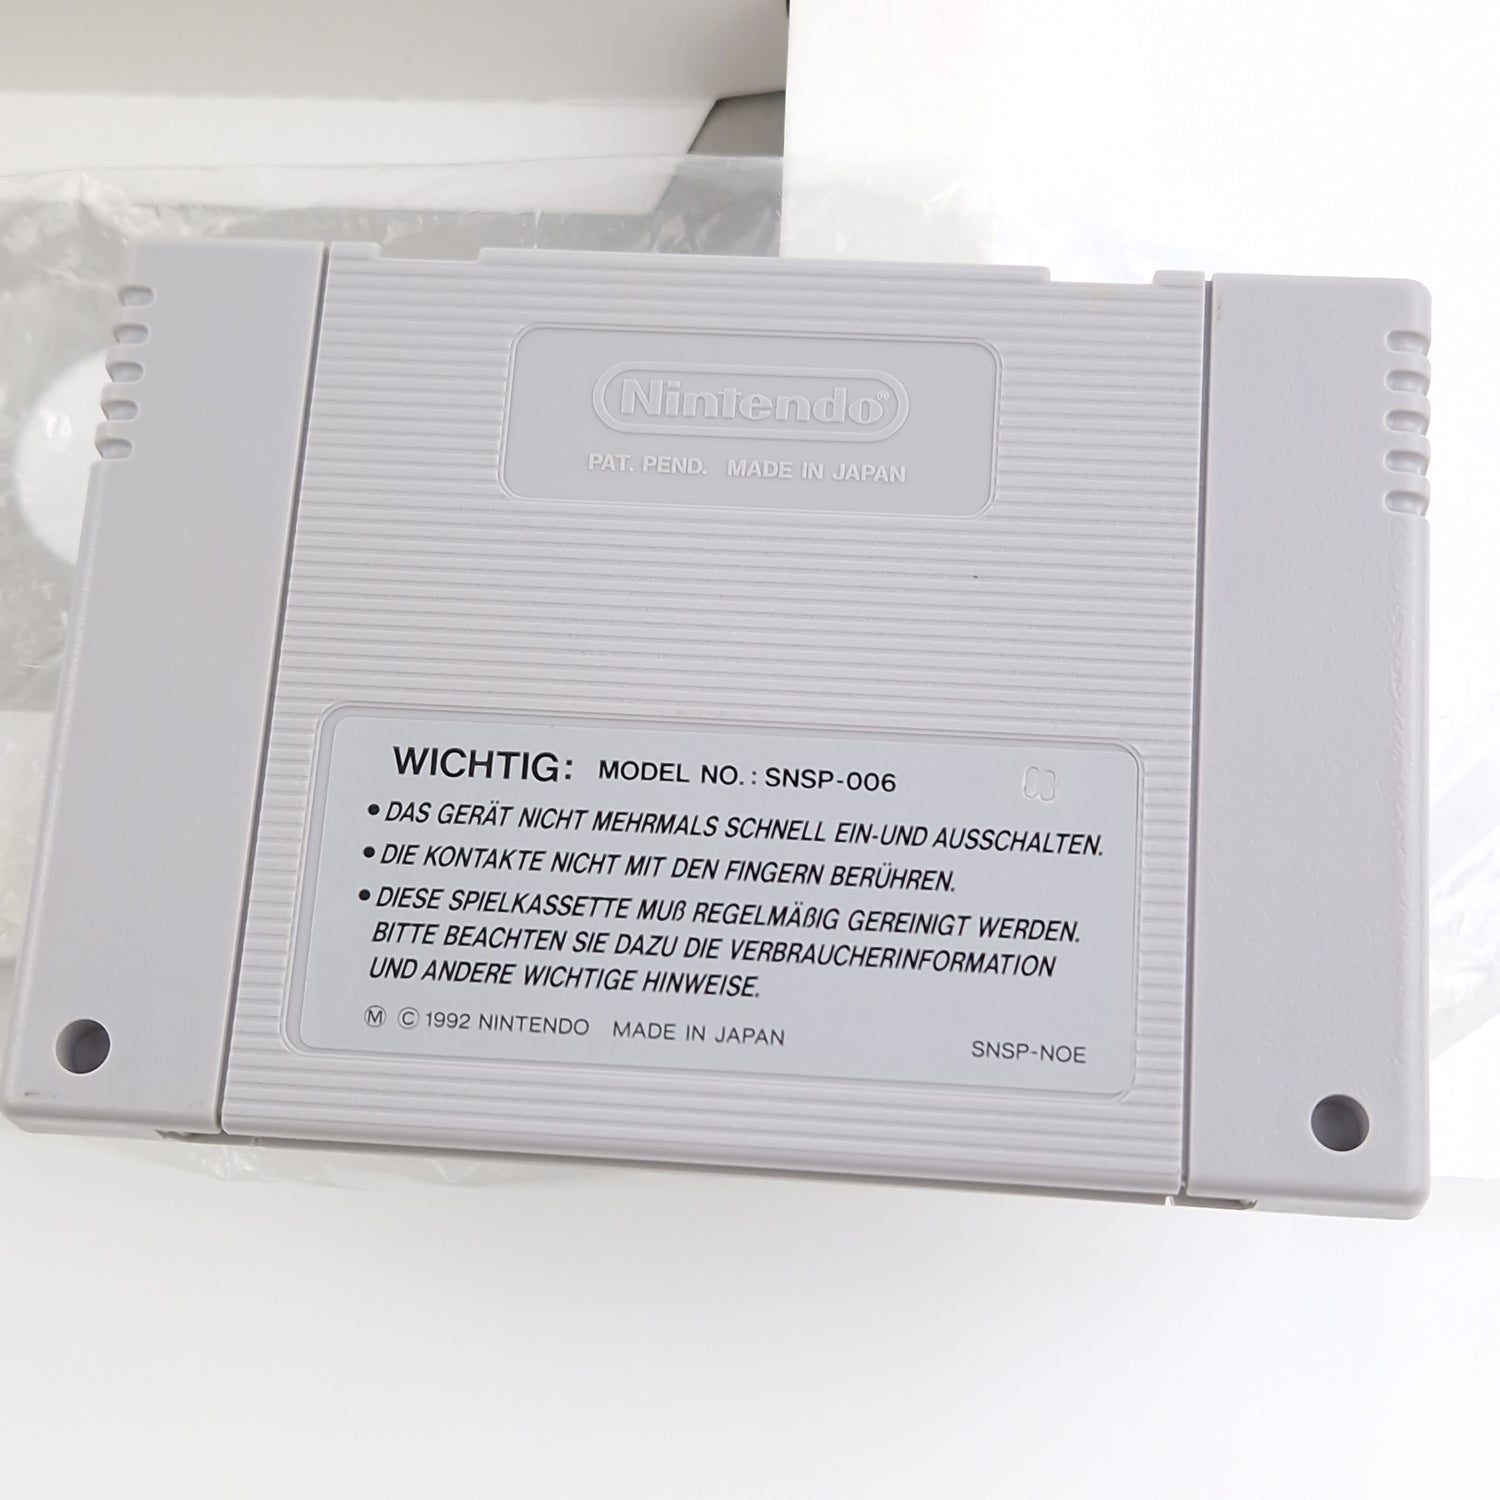 Nintendo®
PAT. PEND. MADE IN JAPAN
WICHTIG: MODEL NO.: SNSP-006
• DAS GERÄT NICHT MEHRMALS SCHNELL EIN-UND AUSSCHALTEN.
• DIE KONTAKTE NICHT MIT DEN FINGERN BERÜHREN.
• DIESE SPIELKASSETTE MUß REGELMÄßIG GEREINIGT WERDEN.
BITTE BEACHTEN SIE DAZU DIE VERBRAUCHERINFORMATION
UND ANDERE WICHTIGE HINWEISE.
Ⓜ © 1992 NINTENDO MADE IN JAPAN
SNSP-NOE